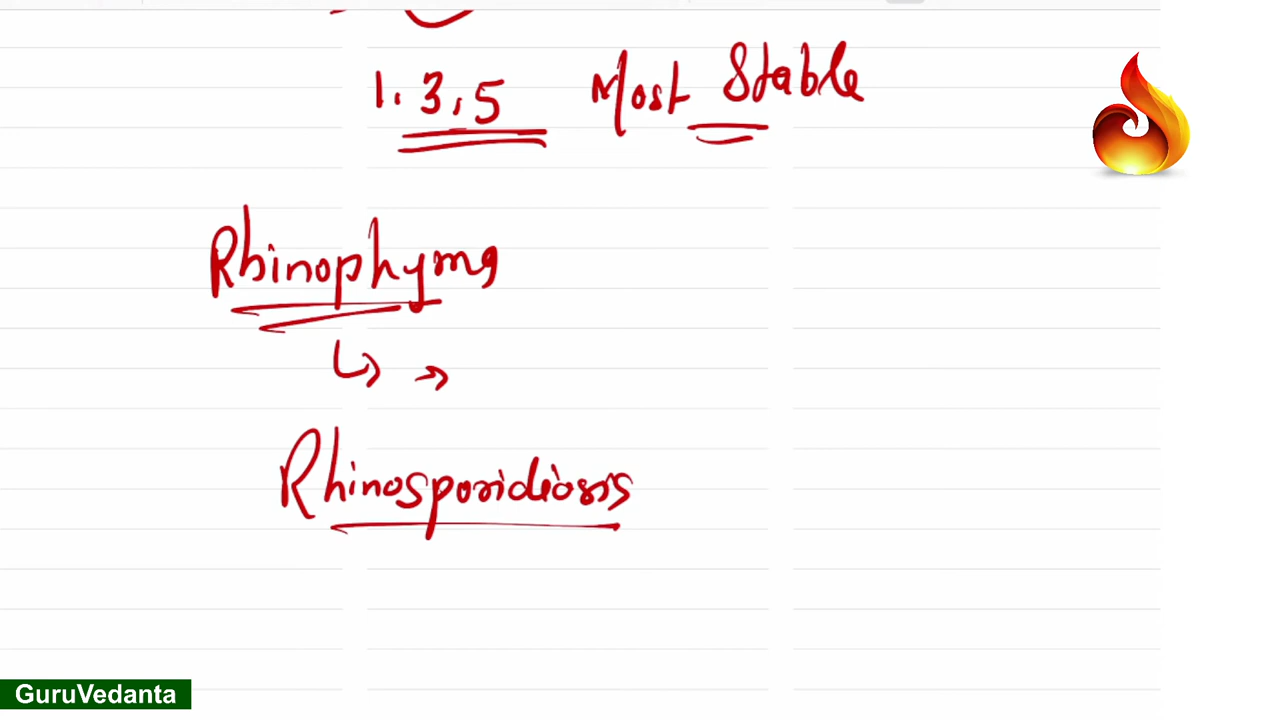 1, 3, 5 Most Stable
Rhinophyma
Rhinosporidiosis
GuruVedanta